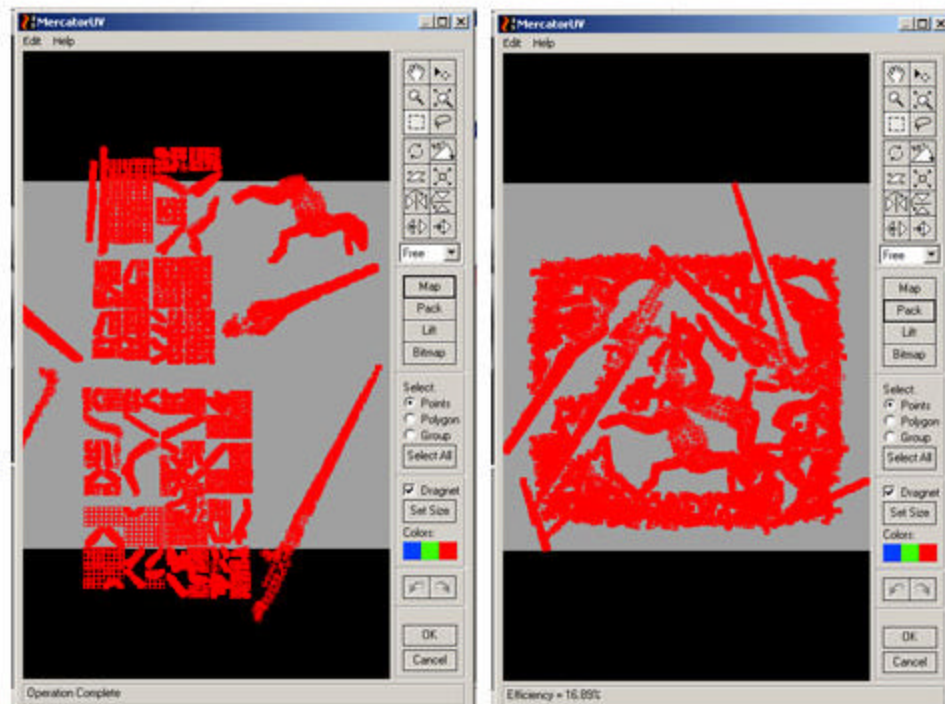 MercatorUV
Edit Help
Free
Map
Pack
Lift
Bitmap
Select
Points
Polygon
Group
Select All
Dragnet
Set Size
Colors:
OK
Cancel
Operation Complete
MercatorUV
Edit Help
Free
Map
Pack
Lift
Bitmap
Select
Points
Polygon
Group
Select All
Dragnet
Set Size
Colors:
OK
Cancel
Efficiency = 16.89%